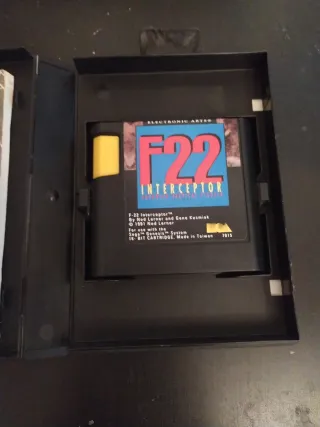 ELECTRONIC ARTS
F22
INTERCEPTOR
F-22 Interceptor™
By Ned Lerner and Gene Kusmiak
© 1991 Ned Lerner
For use with the
Sega™ Genesis™ System
16-BIT CARTRIDGE, Made in Taiwan 7015